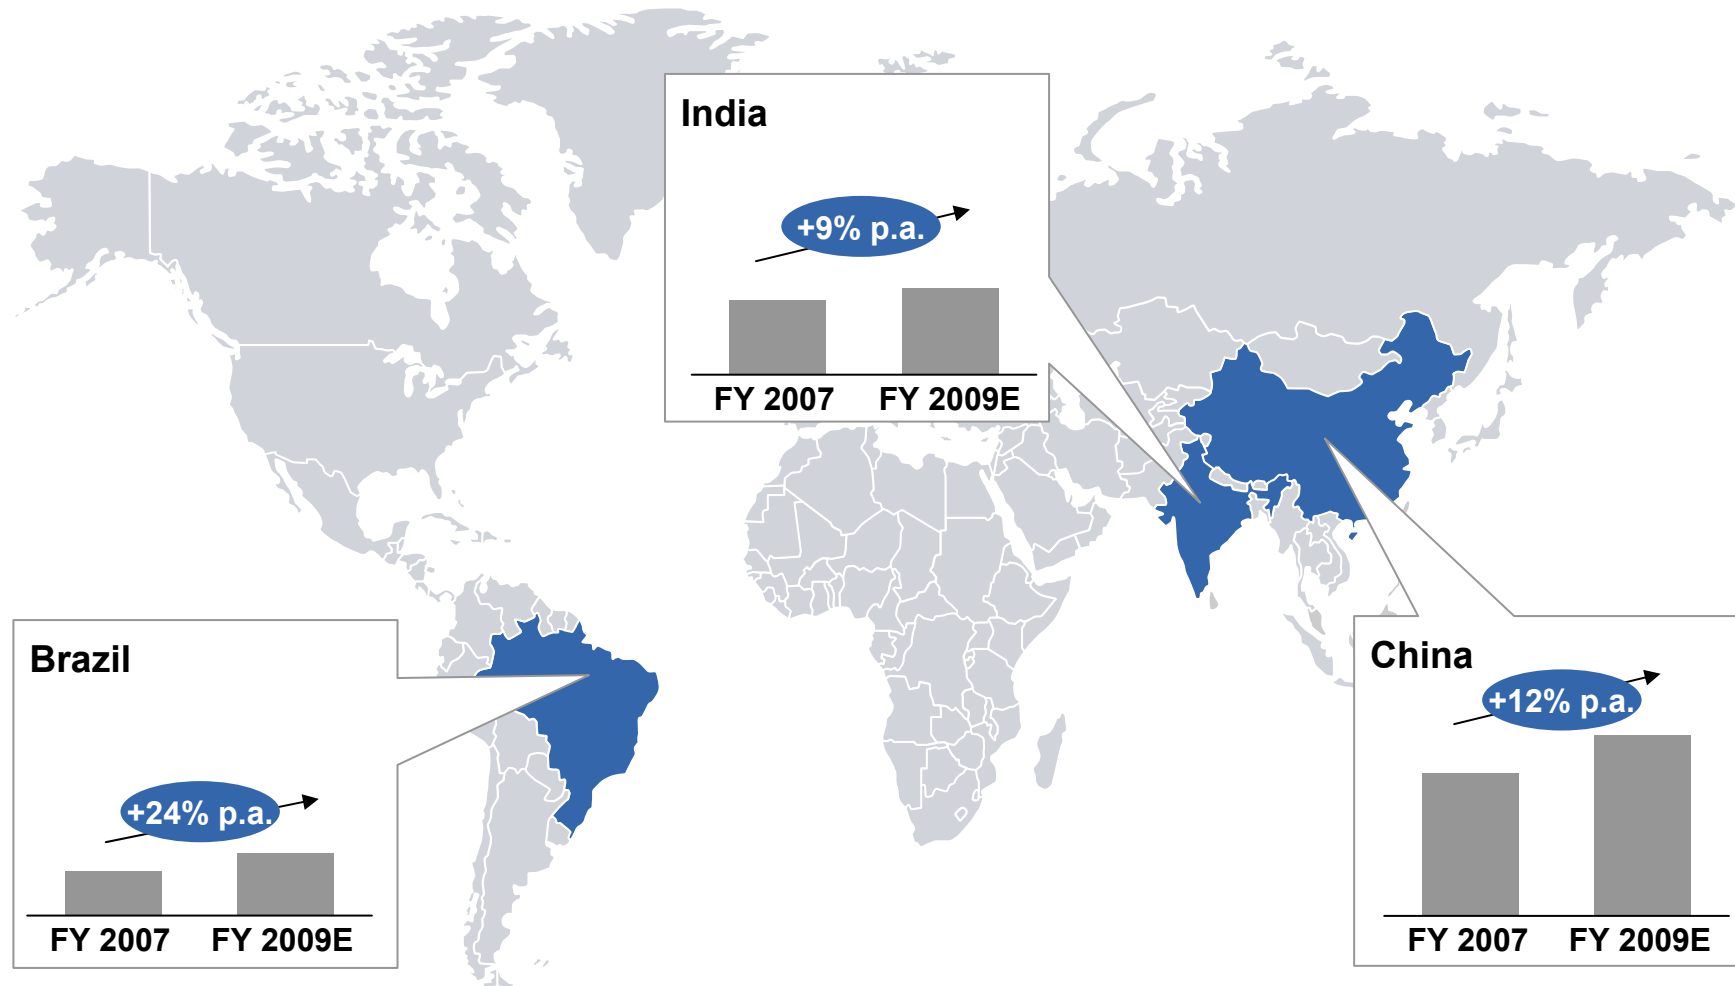 India
+9% p.a.
FY 2007 FY 2009E
Brazil
+24% p.a.
FY 2007 FY 2009E
China
+12% p.a.
FY 2007 FY 2009E